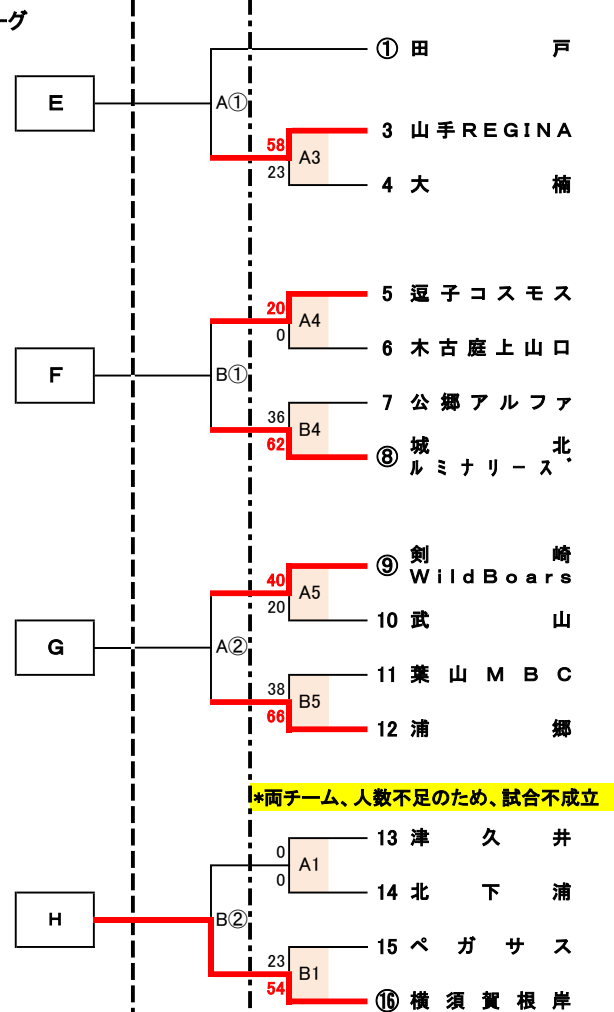 ーグ
① 田 戸
E
A①
58
3 山手REGINA
23
A3
4 大 楠
20
5 逗子コスモス
0
A4
6 木古庭上山口
F
B①
36
7 公郷アルファ
62
B4
⑧ 城 北
ルミナリース゛
40
⑨ 剣 崎
WildBoars
20
A5
10 武 山
G
A②
38
11 葉山MBC
66
B5
12 浦 郷
*両チーム、人数不足のため、試合不成立
0
13 津 久 井
0
A1
14 北 下 浦
H
B②
23
15 ペガサス
54
B1
⑯ 横須賀根岸